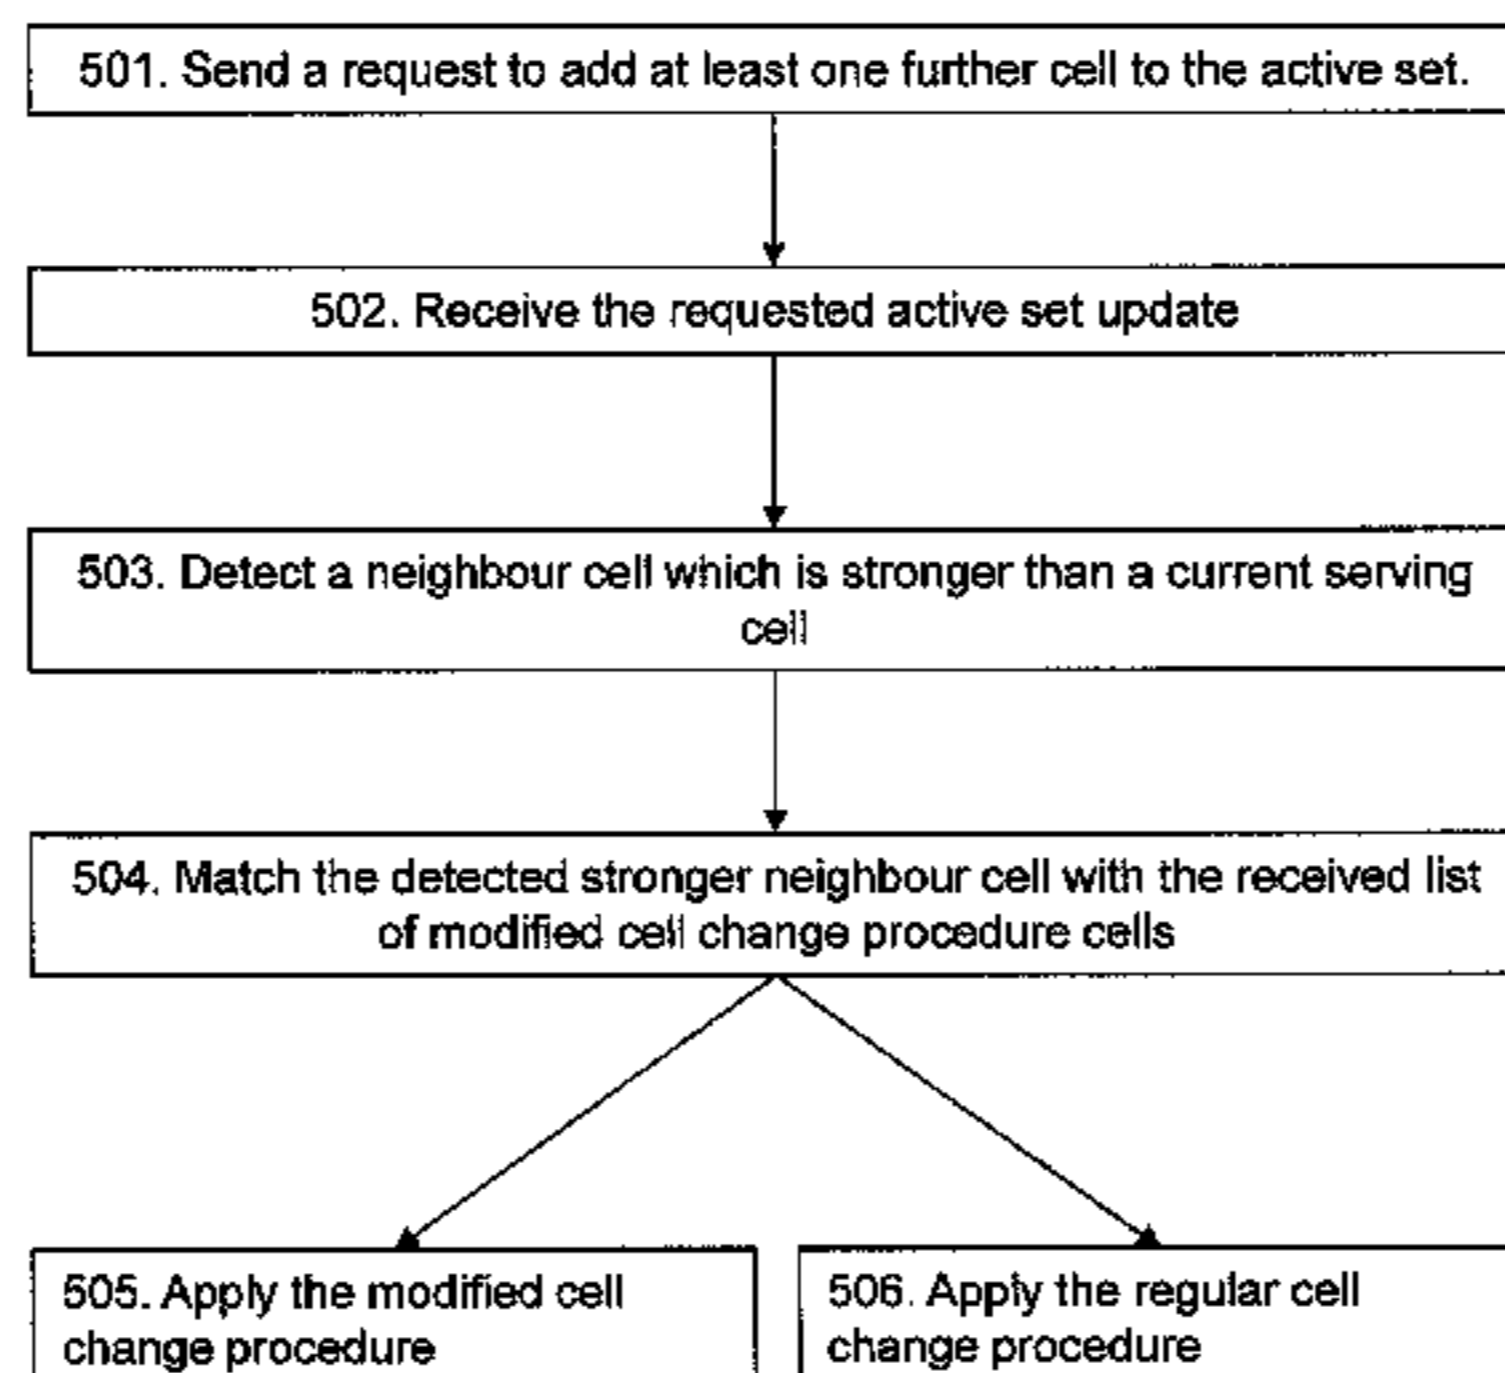 501. Send a request to add at least one further cell to the active set.
502. Receive the requested active set update
503. Detect a neighbour cell which is stronger than a current serving
cell
504. Match the detected stronger neighbour cell with the received list
of modified cell change procedure cells
505. Apply the modified cell
change procedure
506. Apply the regular cell
change procedure